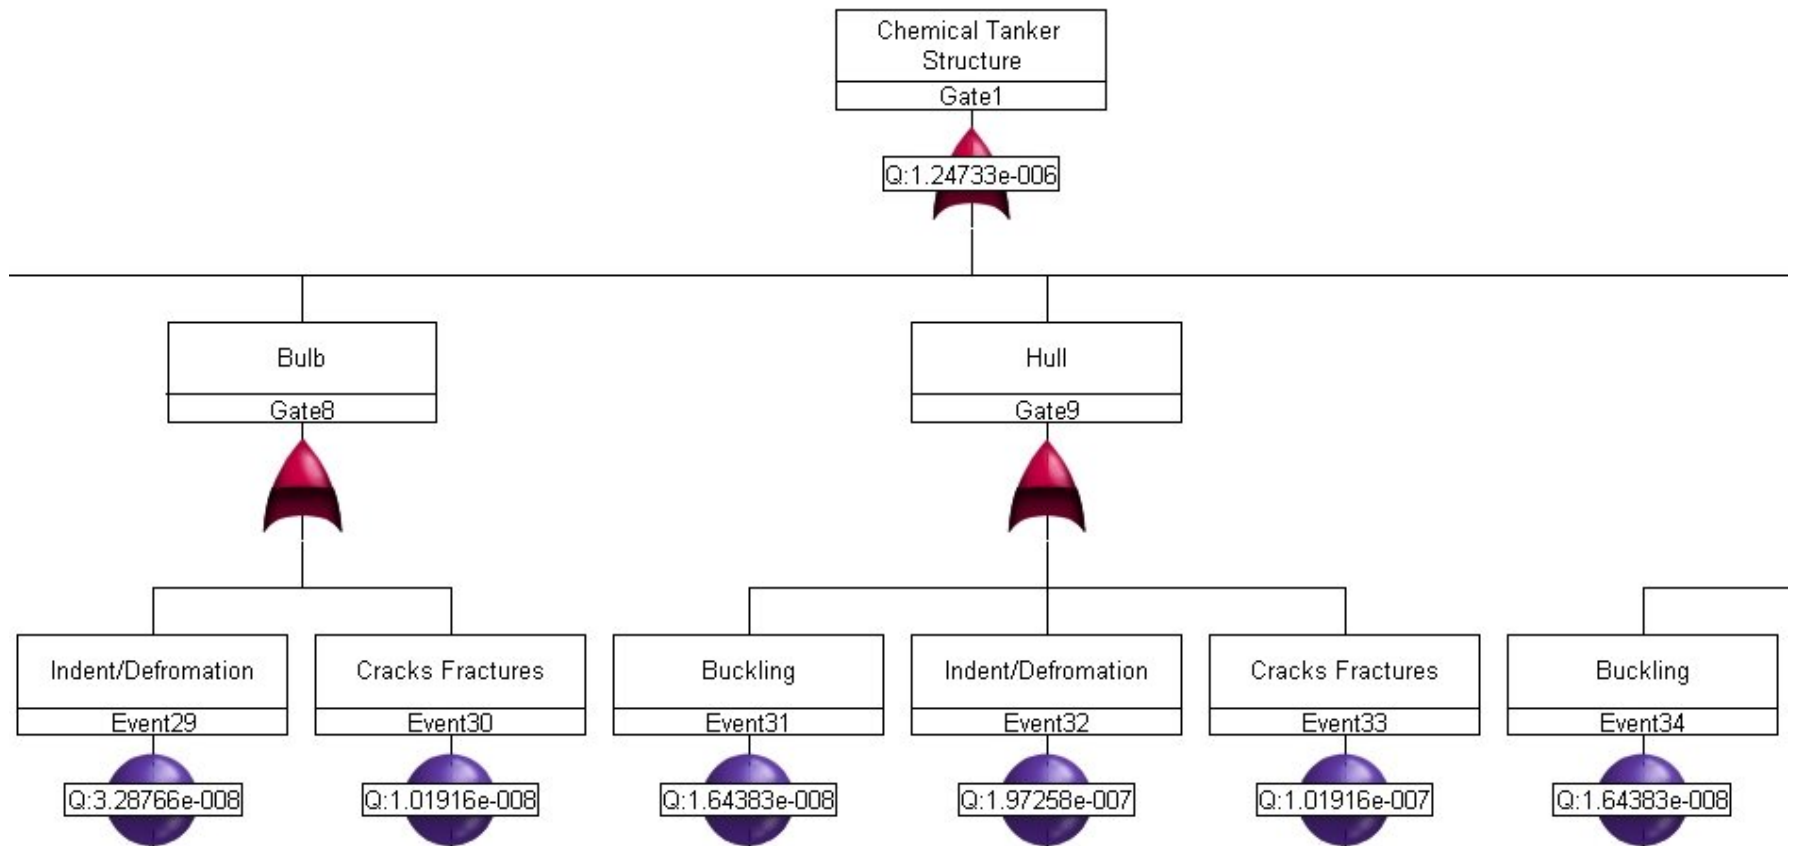 Chemical Tanker
Structure
Gate1
Q:1.24733e-006
Bulb
Gate8
Hull
Gate9
Indent/Defromation
Event29
Q:3.28766e-008
Cracks Fractures
Event30
Q:1.01916e-008
Buckling
Event31
Q:1.64383e-008
Indent/Defromation
Event32
Q:1.97258e-007
Cracks Fractures
Event33
Q:1.01916e-007
Buckling
Event34
Q:1.64383e-008